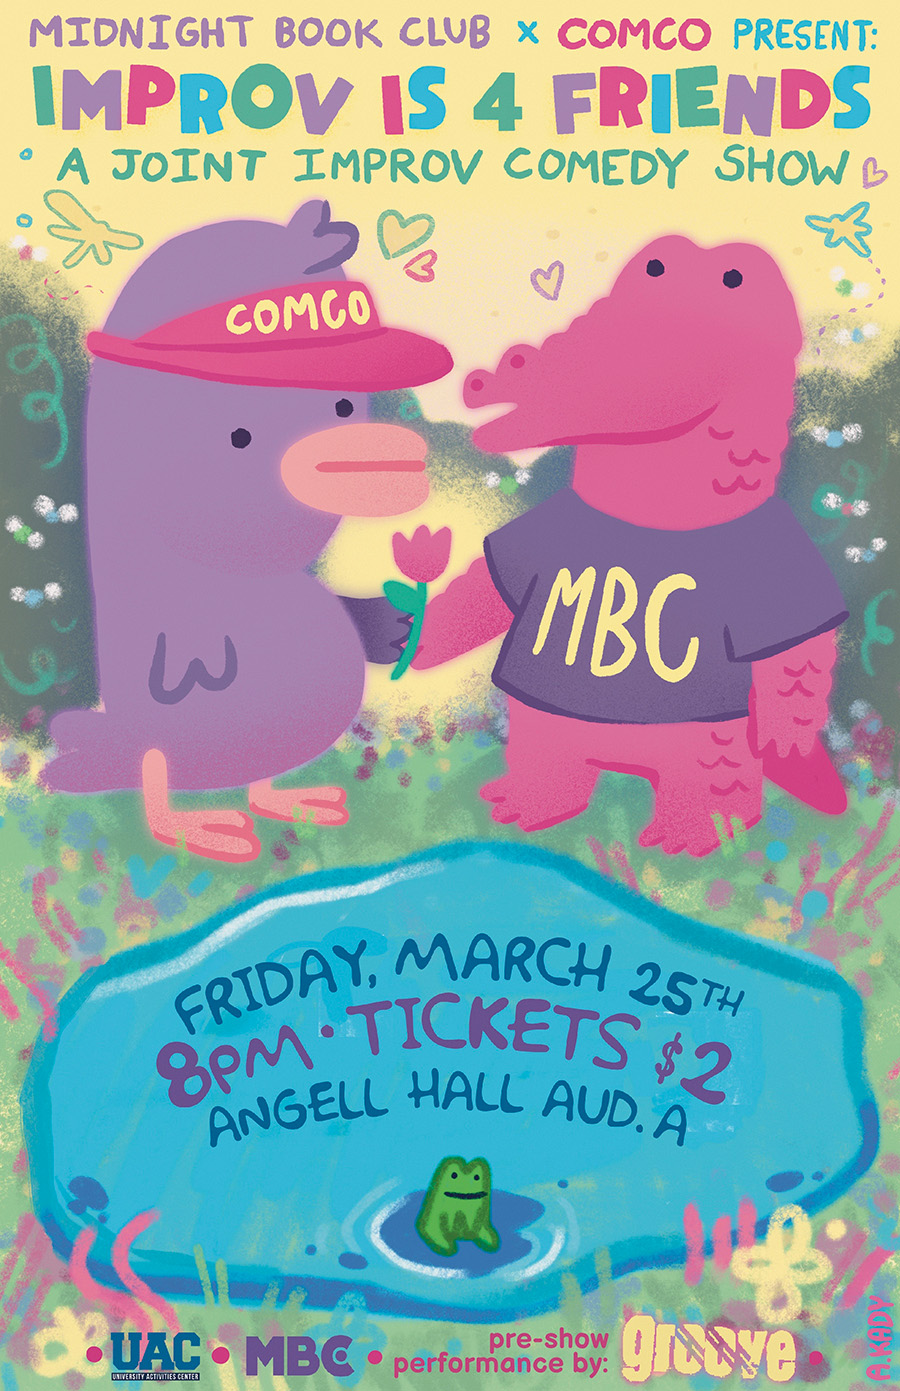 MIDNIGHT BOOK CLUB x COMCO PRESENT:
IMPROV IS 4 FRIENDS
A JOINT IMPROV COMEDY SHOW
COMCO
MBC
FRIDAY, MARCH 25TH
8PM • TICKETS $2
ANGELL HALL AUD. A
• UAC • MBC • pre-show performance by: groove •
UNIVERSITY ACTIVITIES CENTER
A. KADY